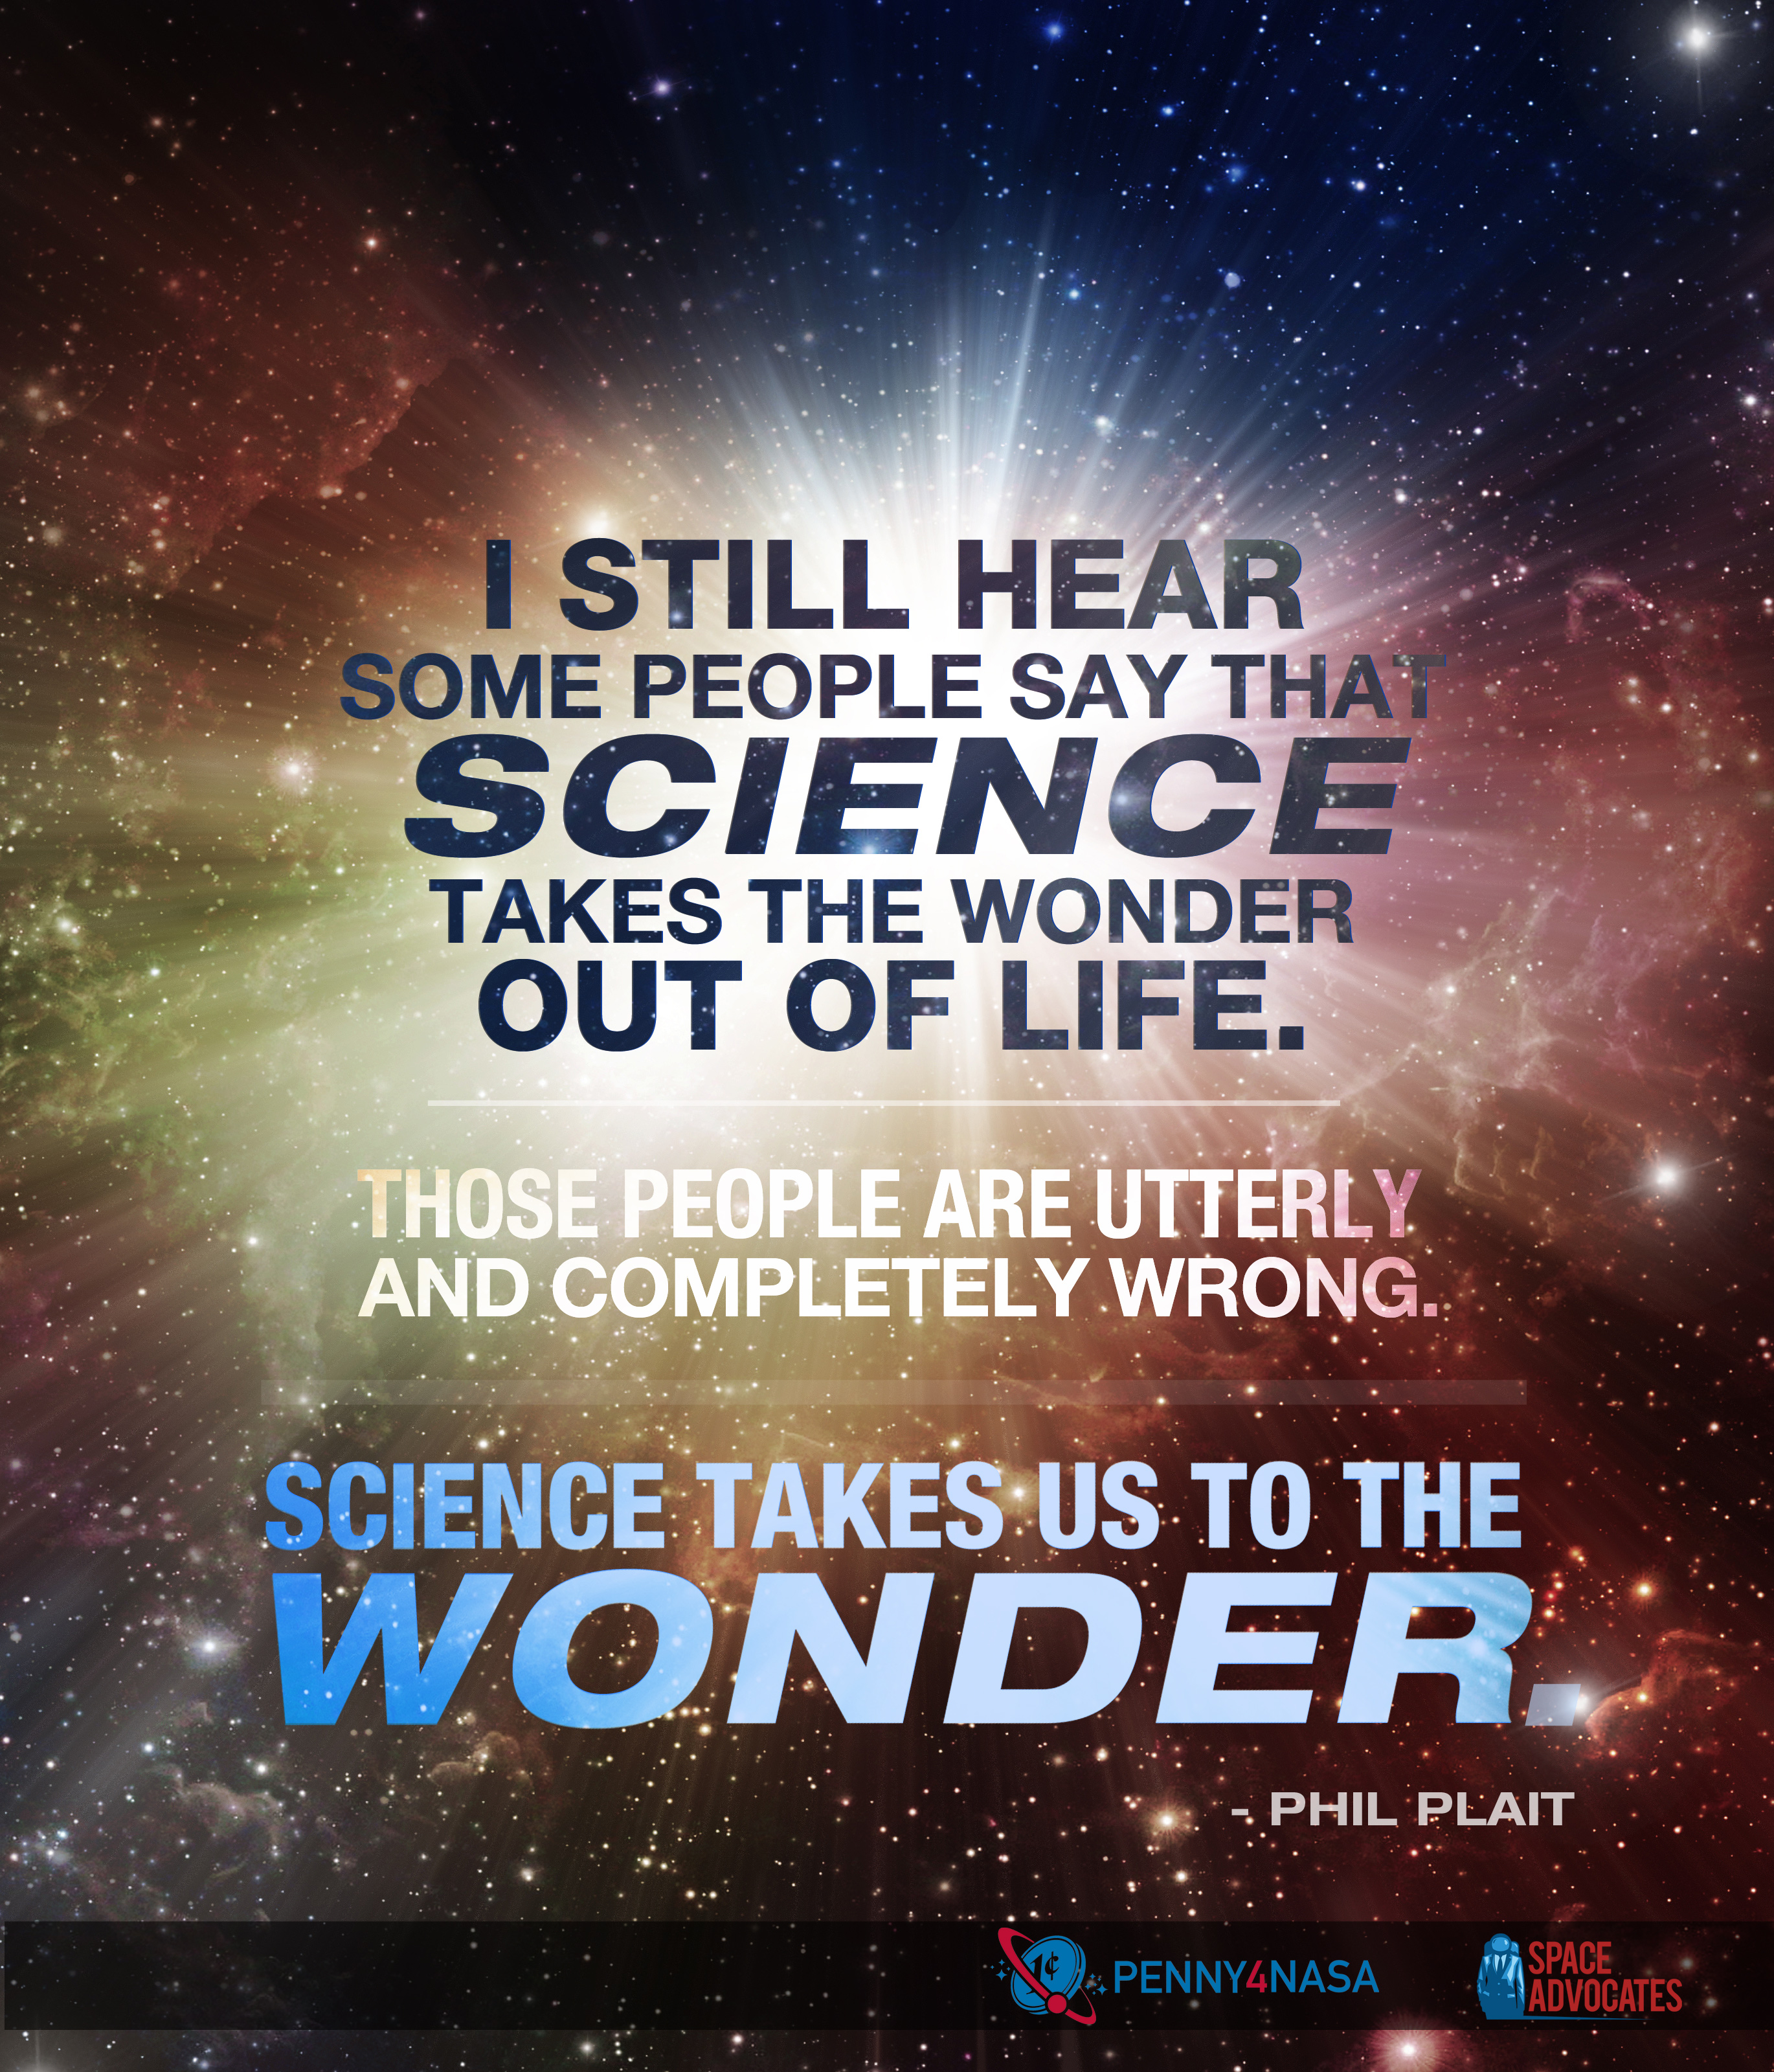 I STILL HEAR
SOME PEOPLE SAY THAT
SCIENCE
TAKES THE WONDER
OUT OF LIFE.
THOSE PEOPLE ARE UTTERLY
AND COMPLETELY WRONG.
SCIENCE TAKES US TO THE
WONDER.
- PHIL PLAIT
1¢ PENNY4NASA
SPACE
ADVOCATES